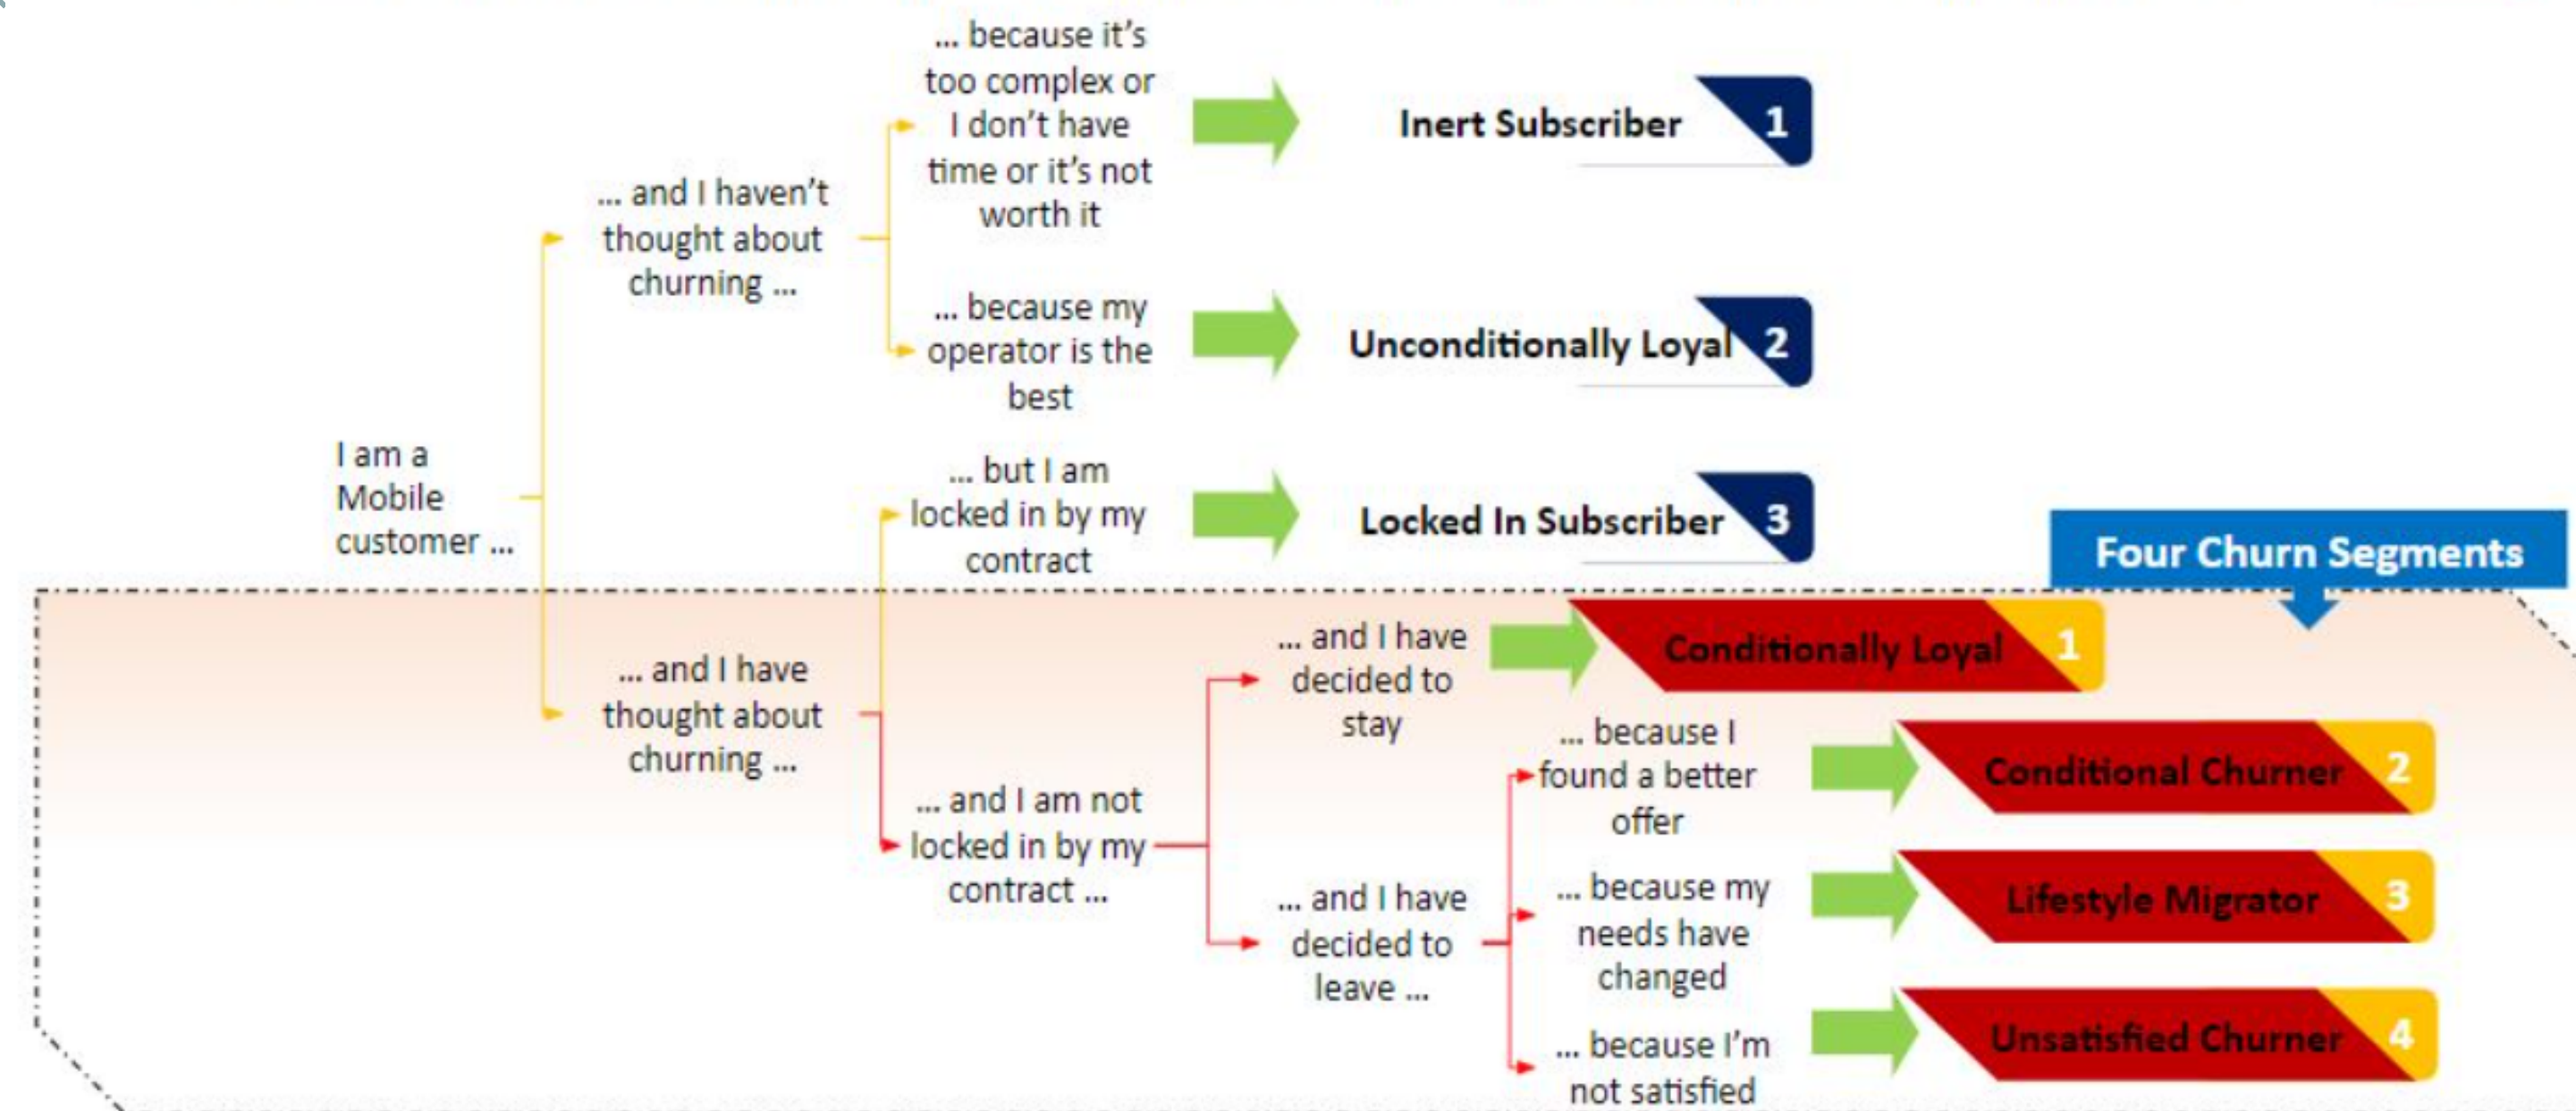 ... because it's
too complex or
I don't have
time or it's not
worth it
Inert Subscriber
1
... and I haven't
thought about
churning ...
... because my
operator is the
best
Unconditionally Loyal
2
I am a
Mobile
customer ...
... but I am
locked in by my
contract
Locked In Subscriber
3
Four Churn Segments
... and I have
thought about
churning ...
... and I am not
locked in by my
contract ...
... and I have
decided to
stay
Conditionally Loyal
1
... and I have
decided to
leave ...
... because I
found a better
offer
Conditional Churner
2
... because my
needs have
changed
Lifestyle Migrator
3
... because I'm
not satisfied
Unsatisfied Churner
4